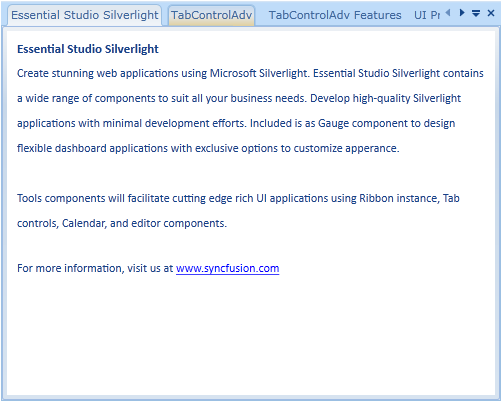 Essential Studio Silverlight TabControlAdv TabControlAdv Features UI
Essential Studio Silverlight
Create stunning web applications using Microsoft Silverlight. Essential Studio Silverlight contains
a wide range of components to suit all your business needs. Develop high-quality Silverlight
applications with minimal development efforts. Included is as Gauge component to design
flexible dashboard applications with exclusive options to customize apperance.
Tools components will facilitate cutting edge rich UI applications using Ribbon instance, Tab
controls, Calendar, and editor components.
For more information, visit us at www.syncfusion.com